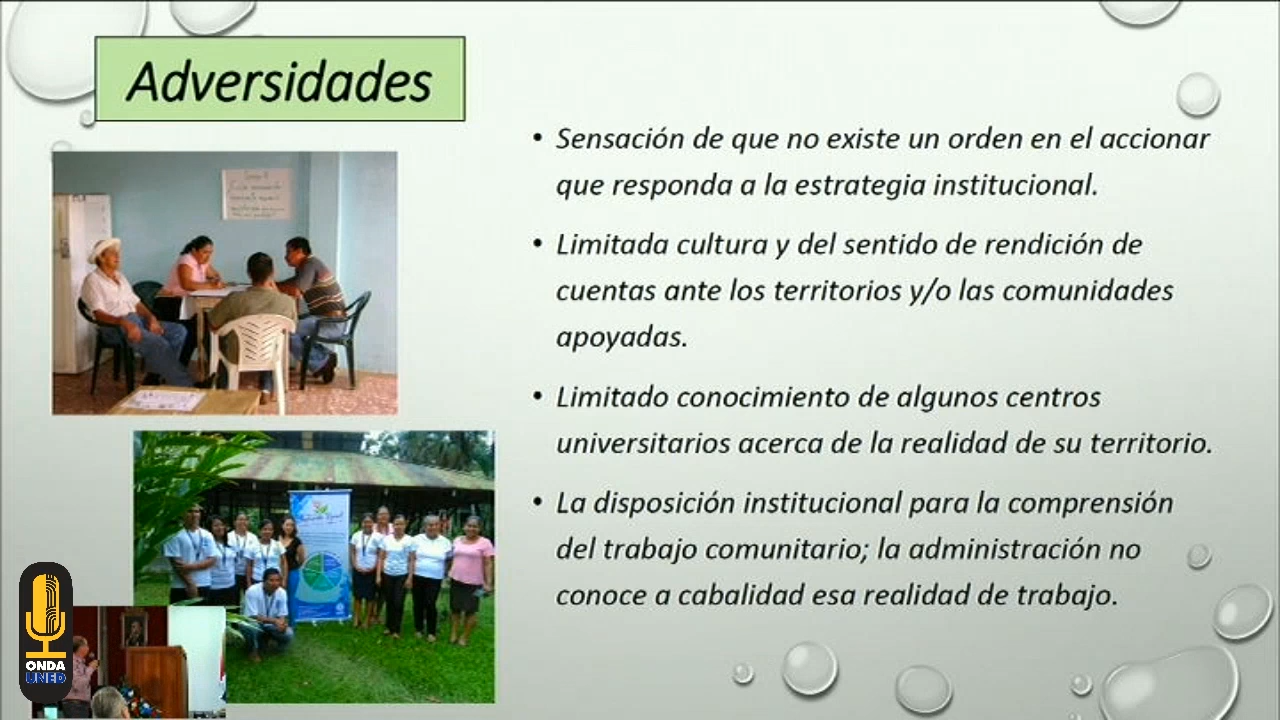 Adversidades
• Sensación de que no existe un orden en el accionar
que responda a la estrategia institucional.
• Limitada cultura y del sentido de rendición de
cuentas ante los territorios y/o las comunidades
apoyadas.
• Limitado conocimiento de algunos centros
universitarios acerca de la realidad de su territorio.
• La disposición institucional para la comprensión
del trabajo comunitario; la administración no
conoce a cabalidad esa realidad de trabajo.
ONDA
UNED